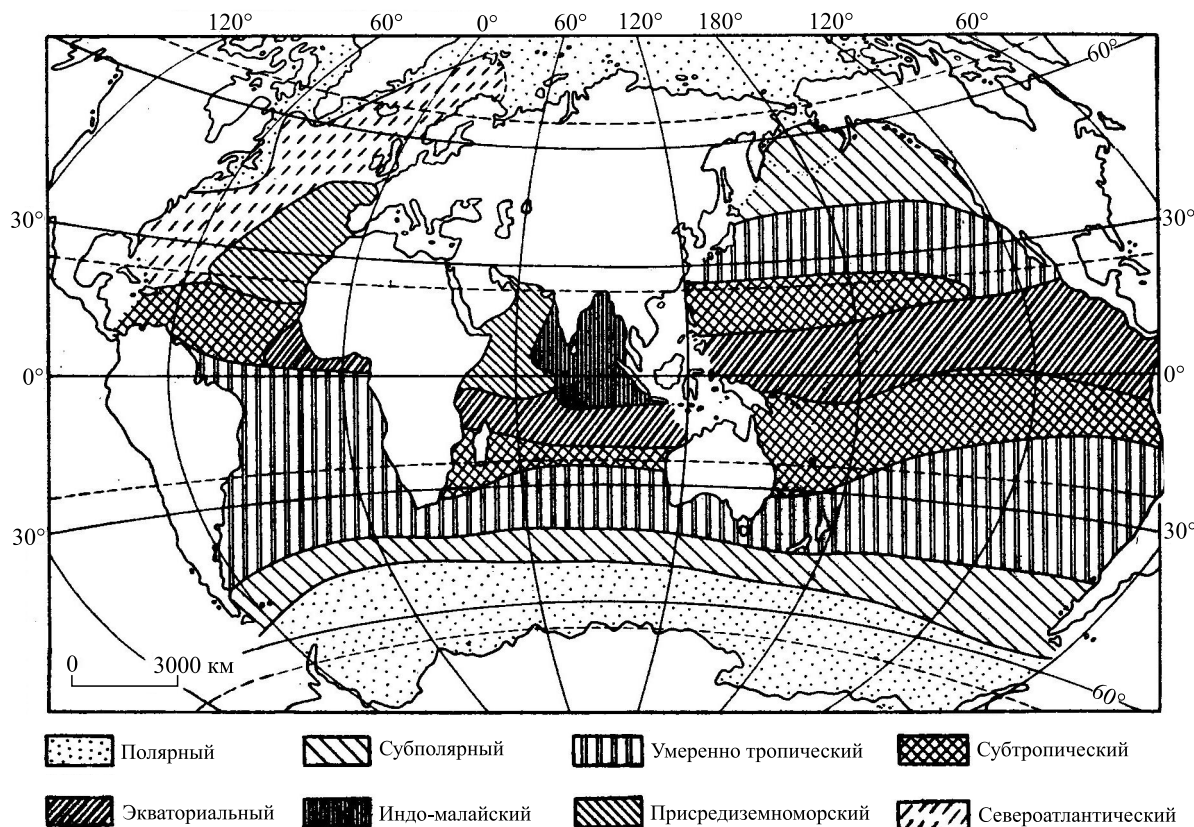 120° 60° 0° 60° 120° 180° 120° 60°
60°
30° 30°
0° 0°
30° 30°
0 3000 км
60°
Полярный Субполярный Умеренно тропический Субтропический
Экваториальный Индо-малайский Присредиземноморский Североатлантический